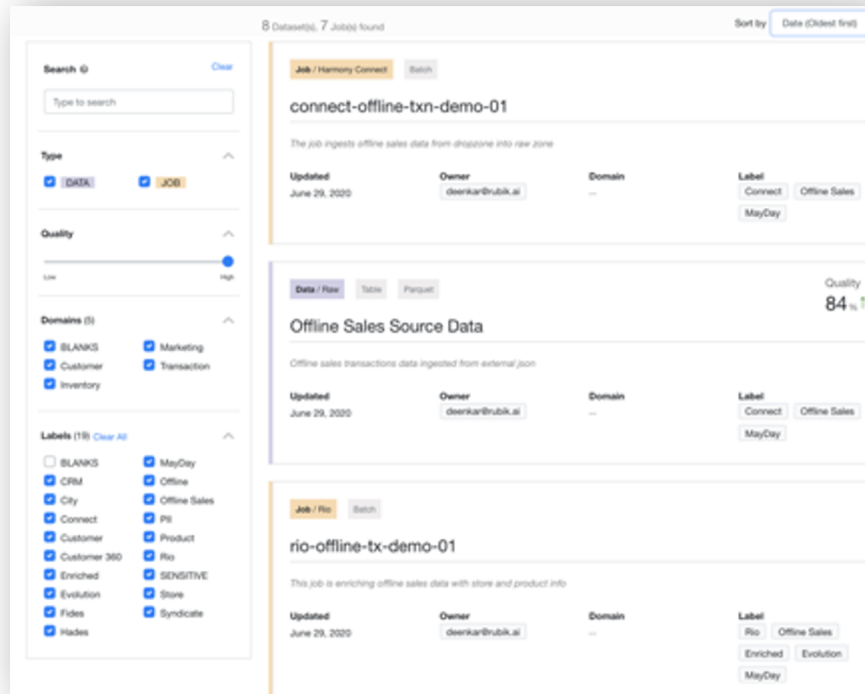 8 Dataset(s), 7 Job(s) found
Sort by Date (Oldest first)
Search
Clear
Type to search
Type
DATA JOB
Quality
Low High
Domains (5)
BLANKS Marketing
Customer Transaction
Inventory
Labels (19) Clear All
BLANKS MayDay
CRM Offline
City Offline Sales
Connect PII
Customer Product
Customer 360 Rio
Enriched SENSITIVE
Evolution Store
Fides Syndicate
Hades
Job / Harmony Connect Batch
connect-offline-txn-demo-01
The job ingests offline sales data from dropzone into raw zone
Updated Owner Domain Label
June 29, 2020 deenkar@rubik.ai -- Connect Offline Sales
MayDay
Data / Raw Table Parquet
Quality
84 %
Offline Sales Source Data
Offline sales transactions data ingested from external json
Updated Owner Domain Label
June 29, 2020 deenkar@rubik.ai -- Connect Offline Sales
MayDay
Job / Rio Batch
rio-offline-tx-demo-01
This job is enriching offline sales data with store and product info
Updated Owner Domain Label
June 29, 2020 deenkar@rubik.ai -- Rio Offline Sales
Enriched Evolution
MayDay